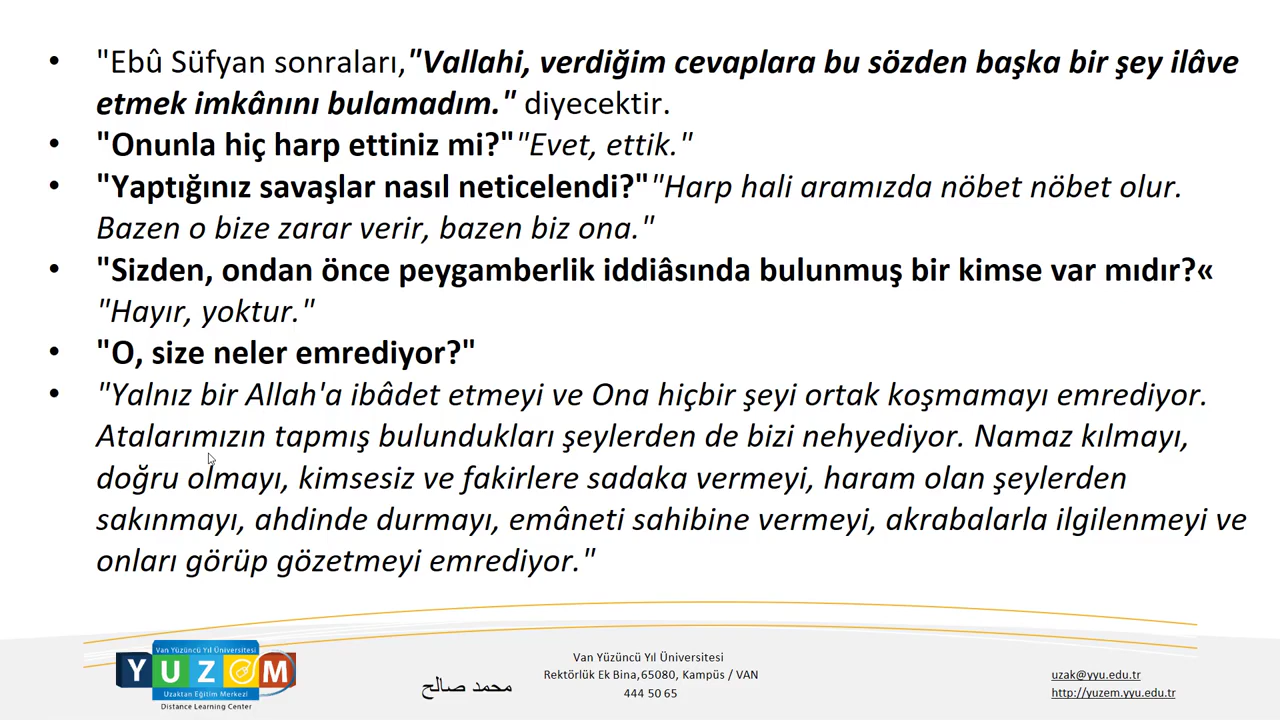 • "Ebû Süfyan sonraları,"Vallahi, verdiğim cevaplara bu sözden başka bir şey ilâve
etmek imkânını bulamadım." diyecektir.
• "Onunla hiç harp ettiniz mi?""Evet, ettik."
• "Yaptığınız savaşlar nasıl neticelendi?""Harp hali aramızda nöbet nöbet olur.
Bazen o bize zarar verir, bazen biz ona."
• "Sizden, ondan önce peygamberlik iddiâsında bulunmuş bir kimse var mıdır?«
"Hayır, yoktur."
• "O, size neler emrediyor?"
• "Yalnız bir Allah'a ibâdet etmeyi ve Ona hiçbir şeyi ortak koşmamayı emrediyor.
Atalarımızın tapmış bulundukları şeylerden de bizi nehyediyor. Namaz kılmayı,
doğru olmayı, kimsesiz ve fakirlere sadaka vermeyi, haram olan şeylerden
sakınmayı, ahdinde durmayı, emâneti sahibine vermeyi, akrabalarla ilgilenmeyi ve
onları görüp gözetmeyi emrediyor."
Van Yüzüncü Yıl Üniversitesi
YUZEM
Uzaktan Eğitim Merkezi
Distance Learning Center
محمد صالح
Van Yüzüncü Yıl Üniversitesi
Rektörlük Ek Bina,65080, Kampüs / VAN
444 50 65
uzak@yyu.edu.tr
http://yuzem.yyu.edu.tr